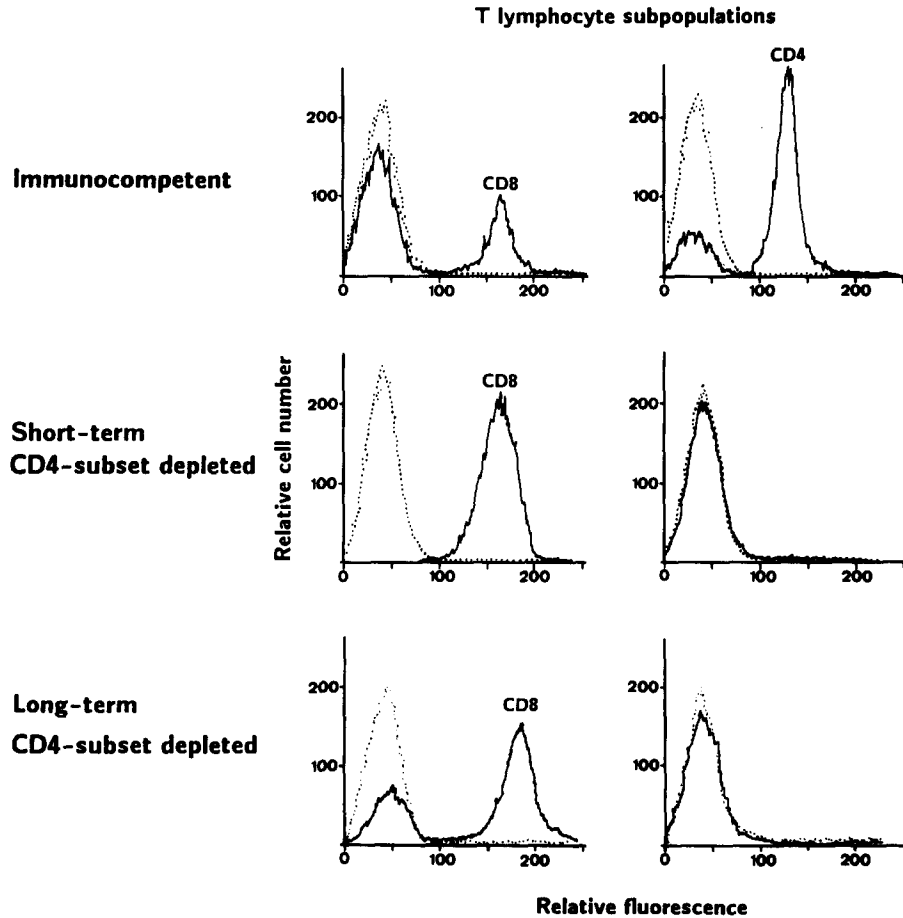 T lymphocyte subpopulations
CD4
200
100
CD8
0 100 200
200
100
0 100 200
Immunocompetent
Relative cell number
CD8
200
100
0 100 200
200
100
0 100 200
Short-term
CD4-subset depleted
CD8
200
100
0 100 200
200
100
0 100 200
Long-term
CD4-subset depleted
Relative fluorescence